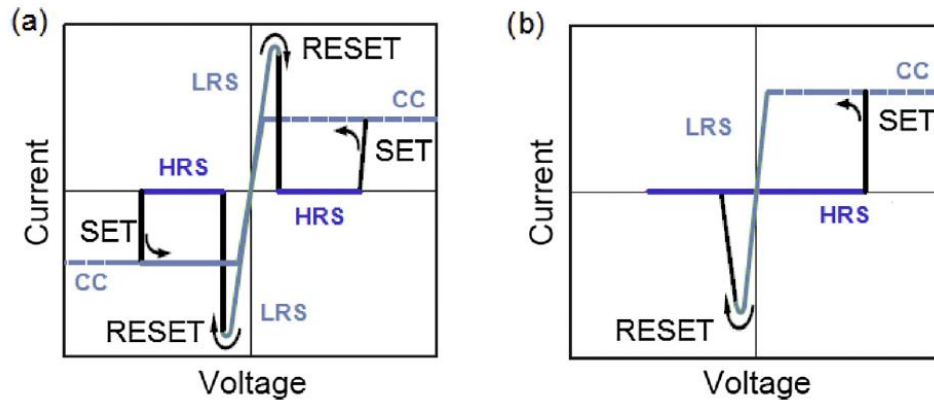 (a)
RESET
LRS
CC
SET
HRS
HRS
SET
CC
LRS
RESET
Current
Voltage
(b)
CC
LRS
SET
HRS
RESET
Current
Voltage